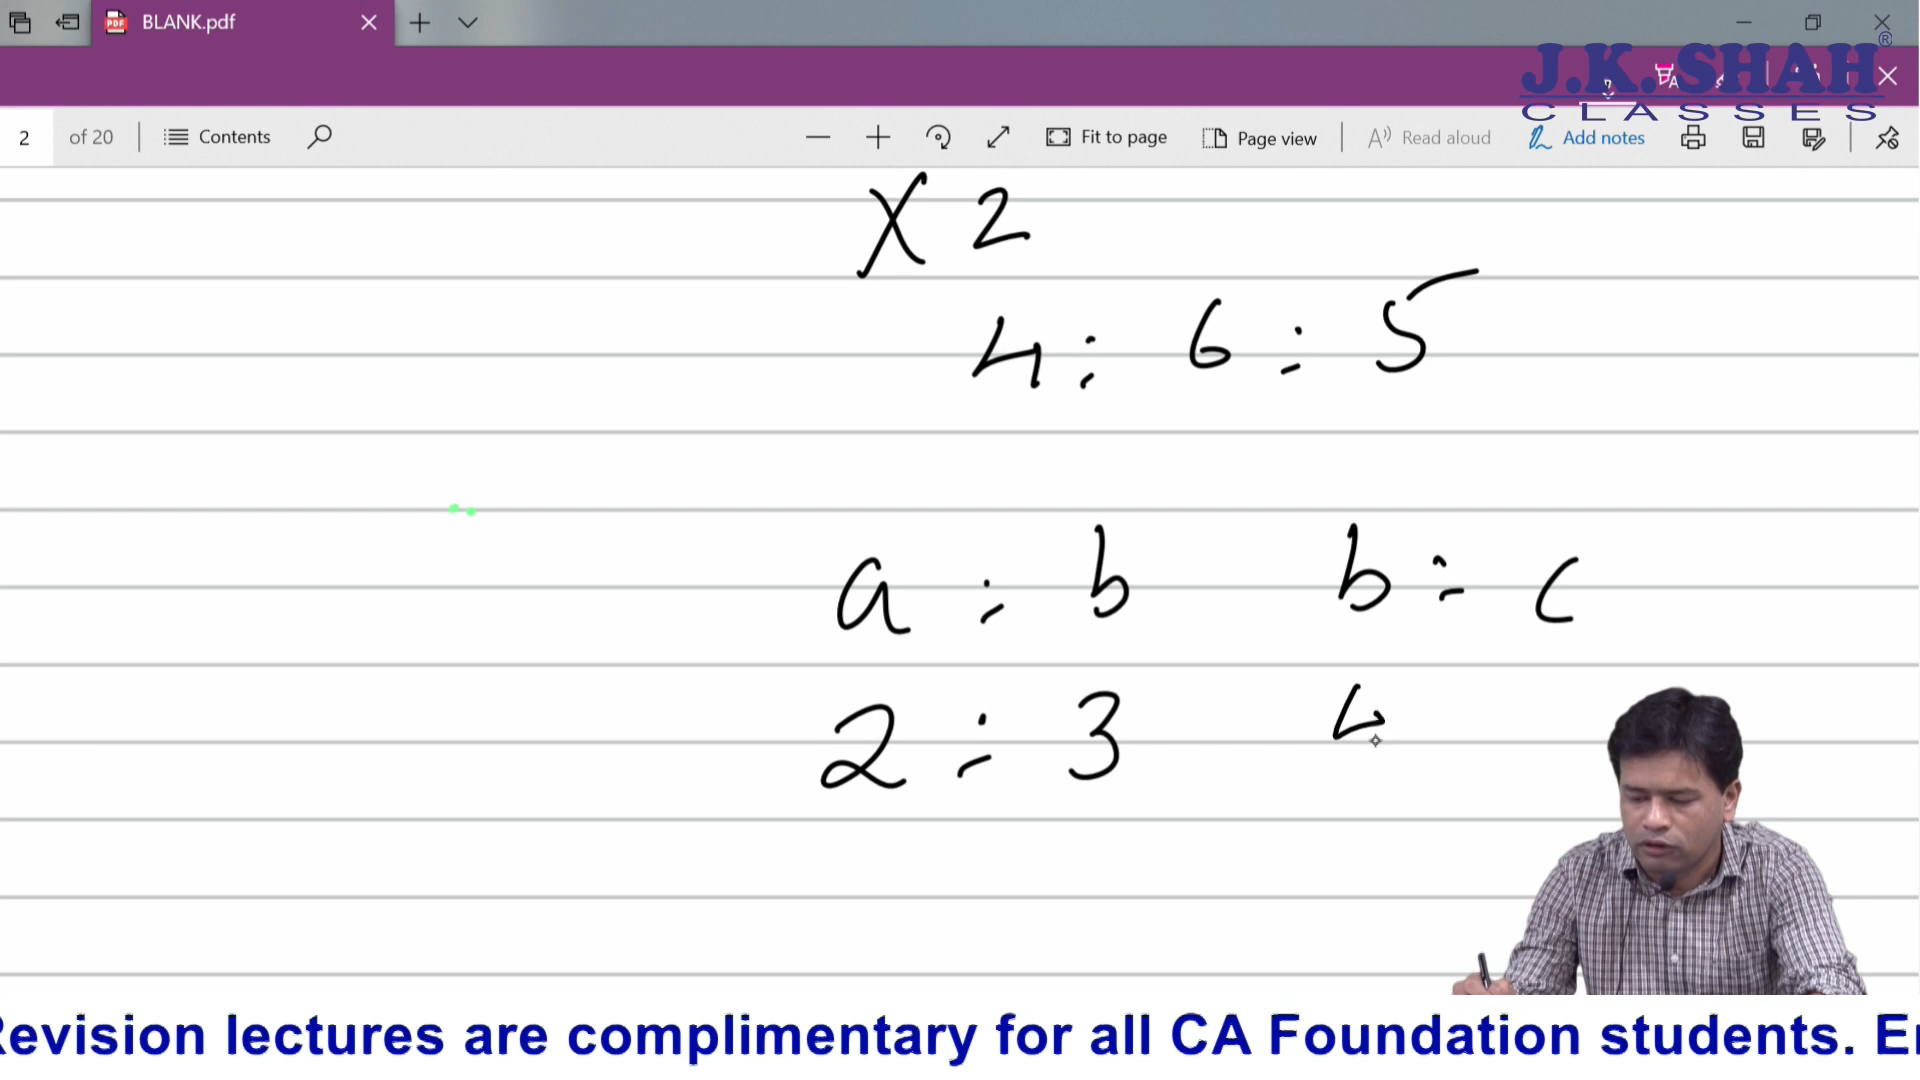 BLANK.pdf
J.K.SHAH®
CLASSES
2 of 20 Contents Fit to page Page view Read aloud Add notes
X 2
4 : 6 : 5
a : b b : c
2 : 3 4
Revision lectures are complimentary for all CA Foundation students.